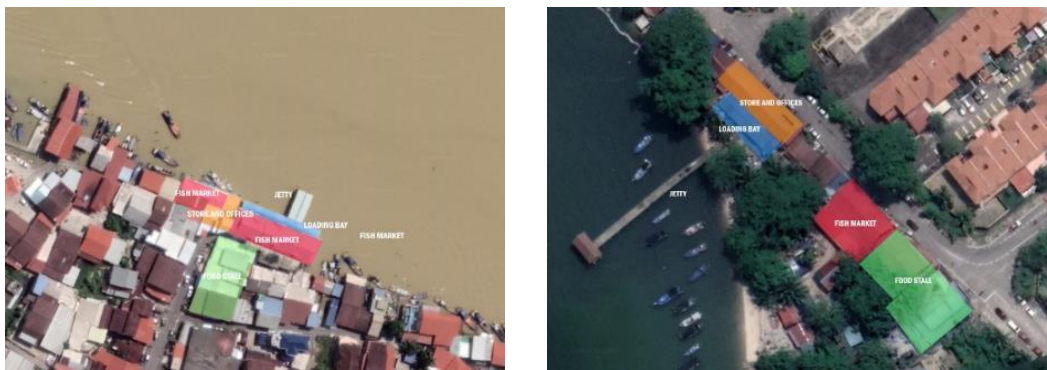 FISH MARKET
JETTY
STORE AND OFFICES
LOADING BAY
FISH MARKET
FISH MARKET
FOOD STALL
STORE AND OFFICES
LOADING BAY
JETTY
FISH MARKET
FOOD STALL